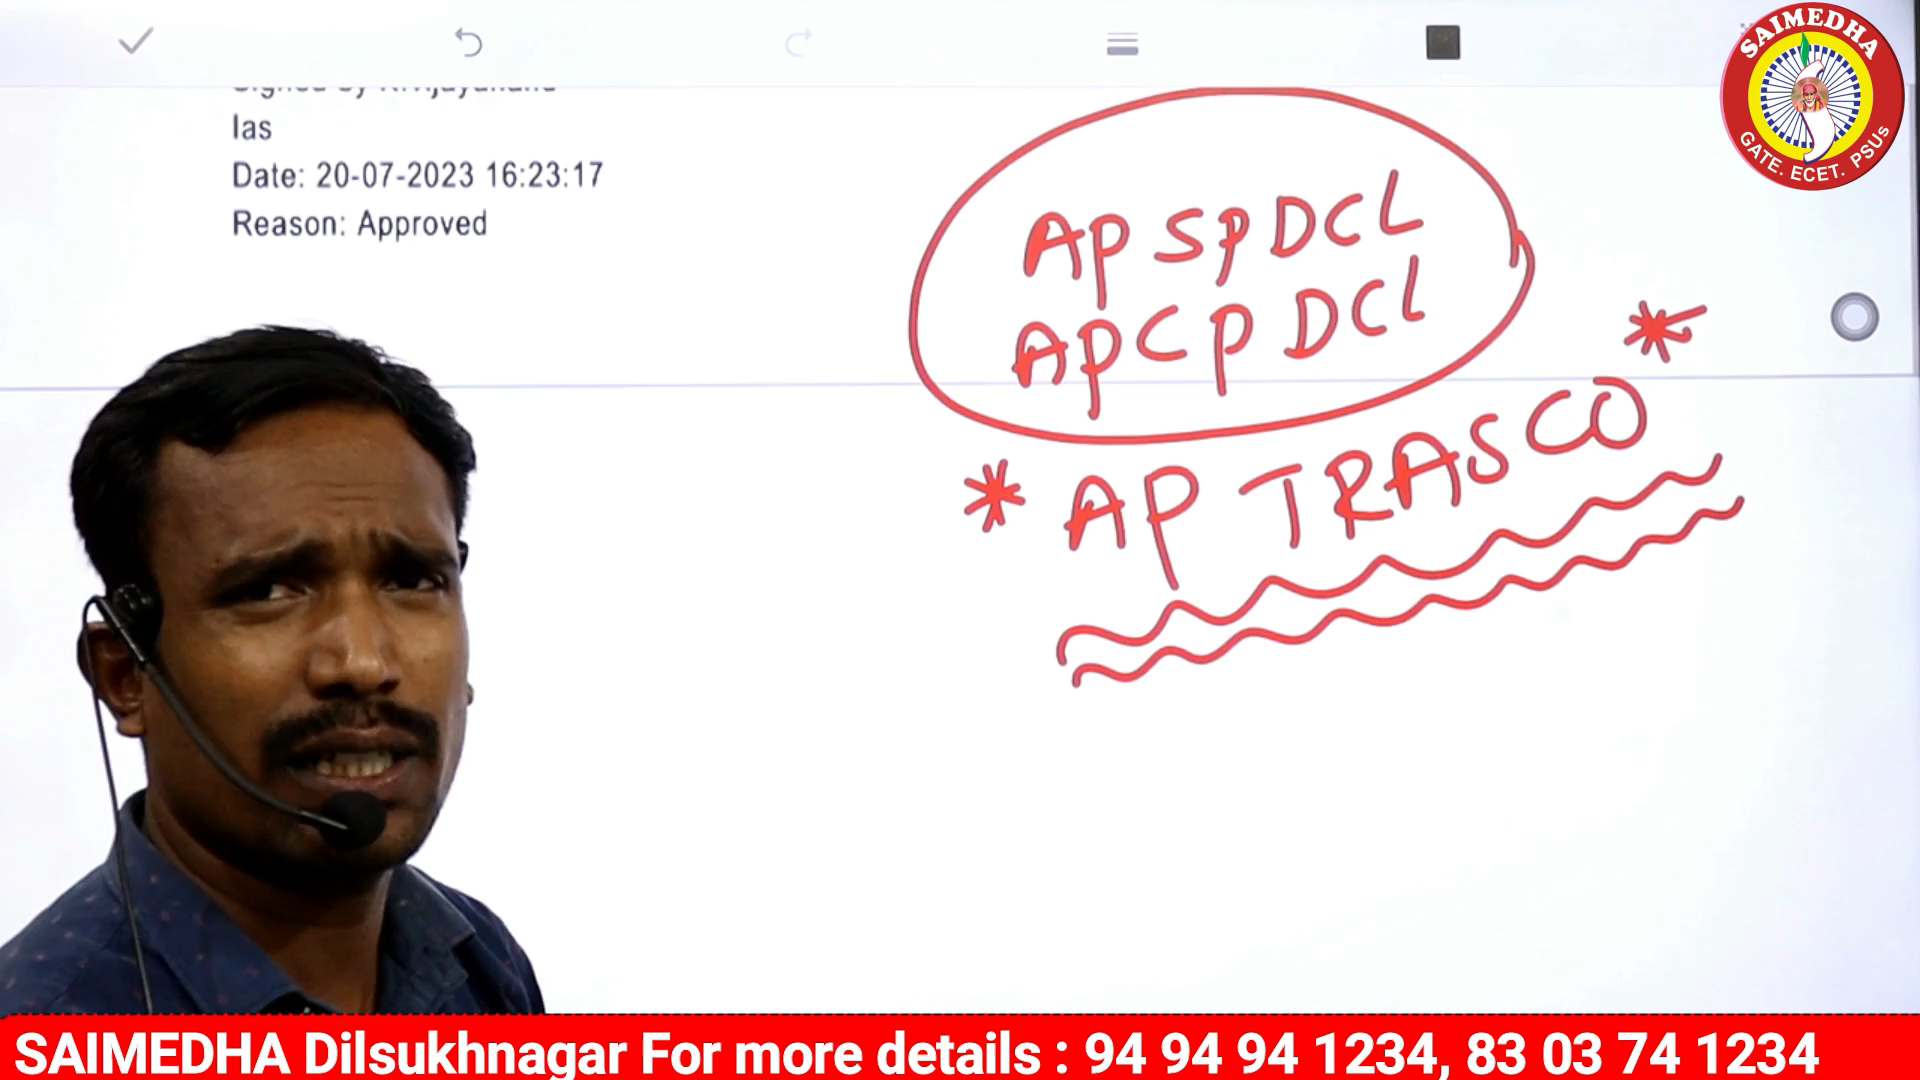 Ias
Date: 20-07-2023 16:23:17
Reason: Approved
APSPDCL
APCPDCL
* AP TRASCO *
SAIMEDHA
GATE. ECET. PSUs
SAIMEDHA Dilsukhnagar For more details : 94 94 94 1234, 83 03 74 1234